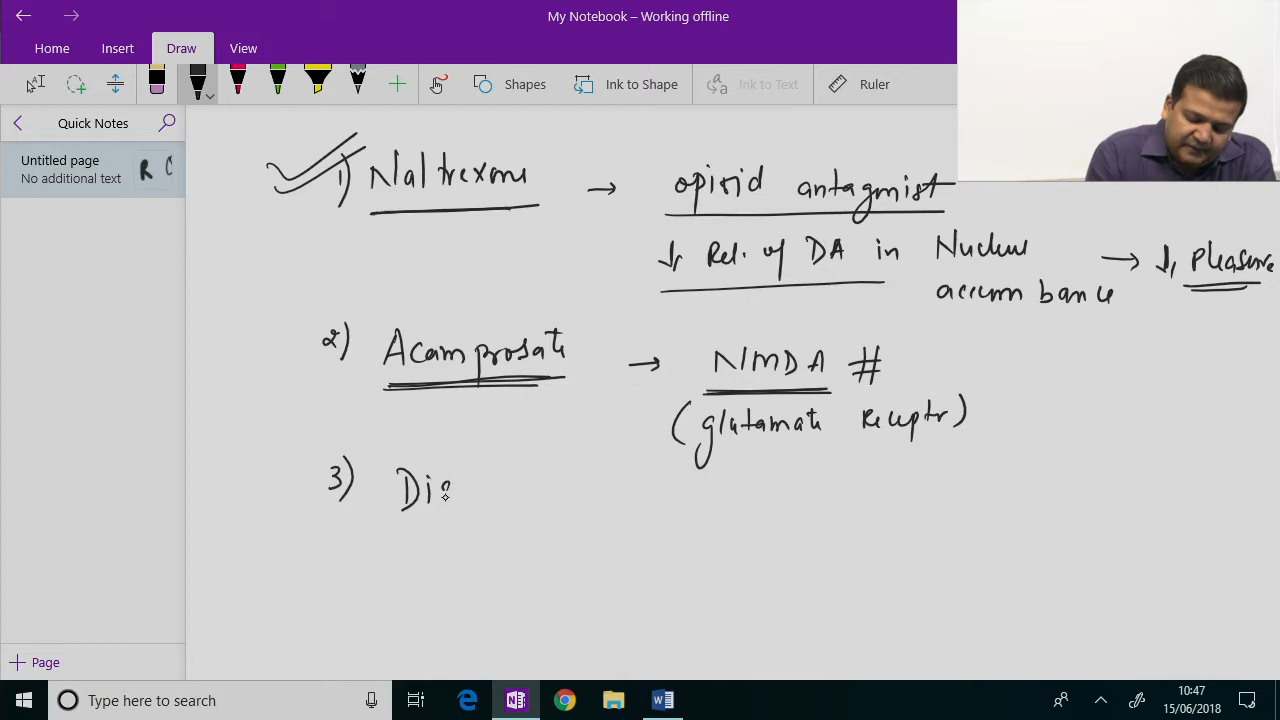 My Notebook – Working offline
Home Insert Draw View
Shapes Ink to Shape Ink to Text Ruler
Quick Notes
Untitled page
No additional text
R C
1) Naltrexone → opioid antagonist
↓ Rel. of DA in Nucleus accumbance → ↓ Pleasure
2) Acamprosate → NMDA #
(glutamate Receptr)
3) Dis
+ Page
Type here to search
10:47
15/06/2018